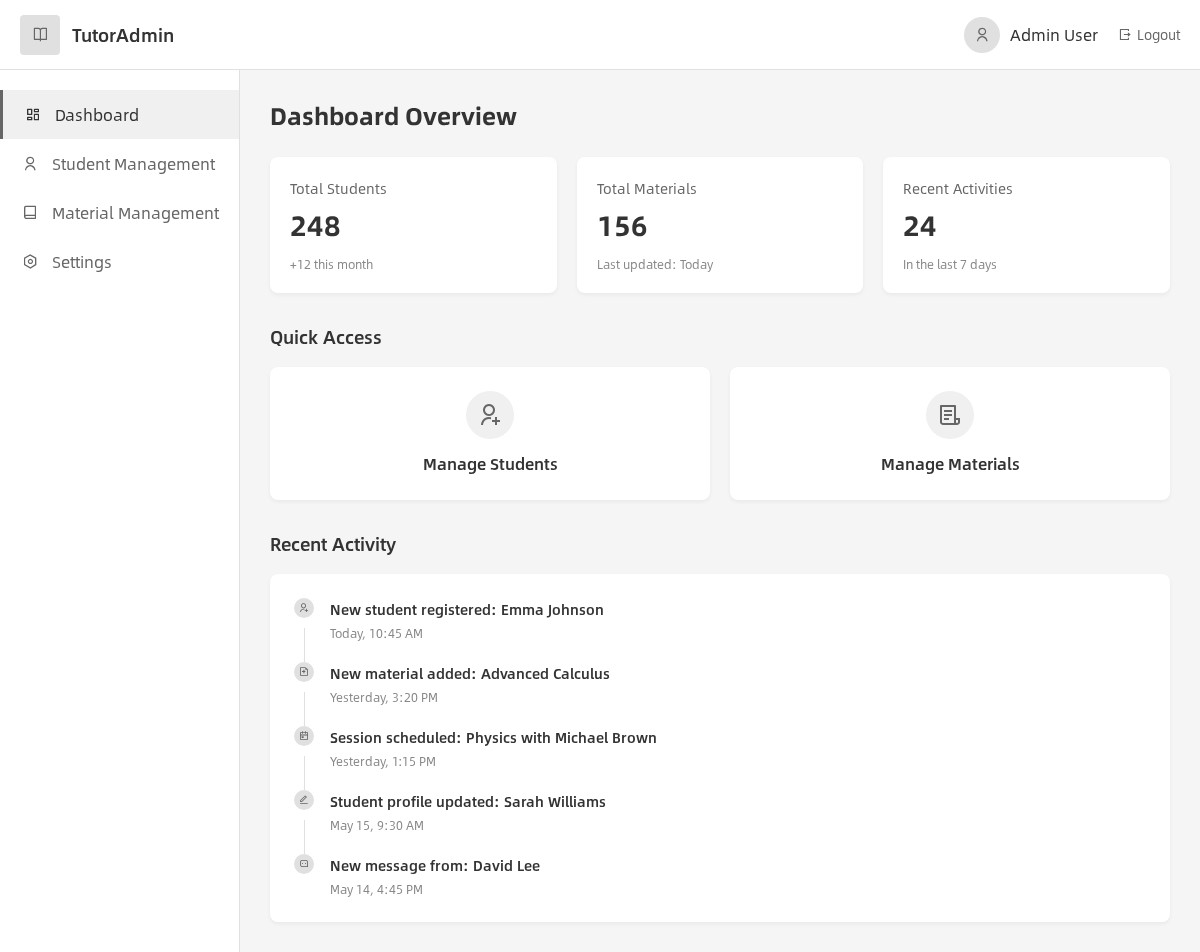 TutorAdmin
Admin User
Logout
Dashboard
Student Management
Material Management
Settings
Dashboard Overview
Total Students
248
+12 this month
Total Materials
156
Last updated: Today
Recent Activities
24
In the last 7 days
Quick Access
Manage Students
Manage Materials
Recent Activity
New student registered: Emma Johnson
Today, 10:45 AM
New material added: Advanced Calculus
Yesterday, 3:20 PM
Session scheduled: Physics with Michael Brown
Yesterday, 1:15 PM
Student profile updated: Sarah Williams
May 15, 9:30 AM
New message from: David Lee
May 14, 4:45 PM